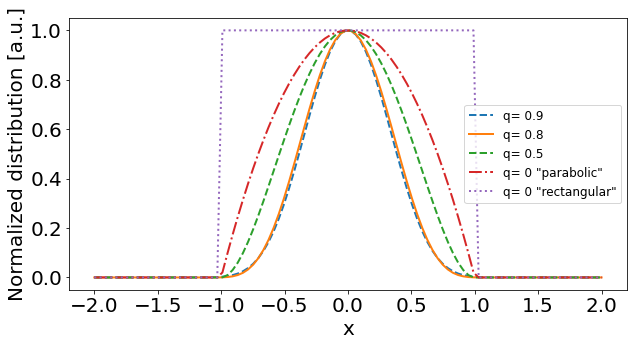 Normalized distribution [a.u.]
1.0
0.8
0.6
0.4
0.2
0.0
q= 0.9
q= 0.8
q= 0.5
q= 0 "parabolic"
q= 0 "rectangular"
−2.0 −1.5 −1.0 −0.5 0.0 0.5 1.0 1.5 2.0
x